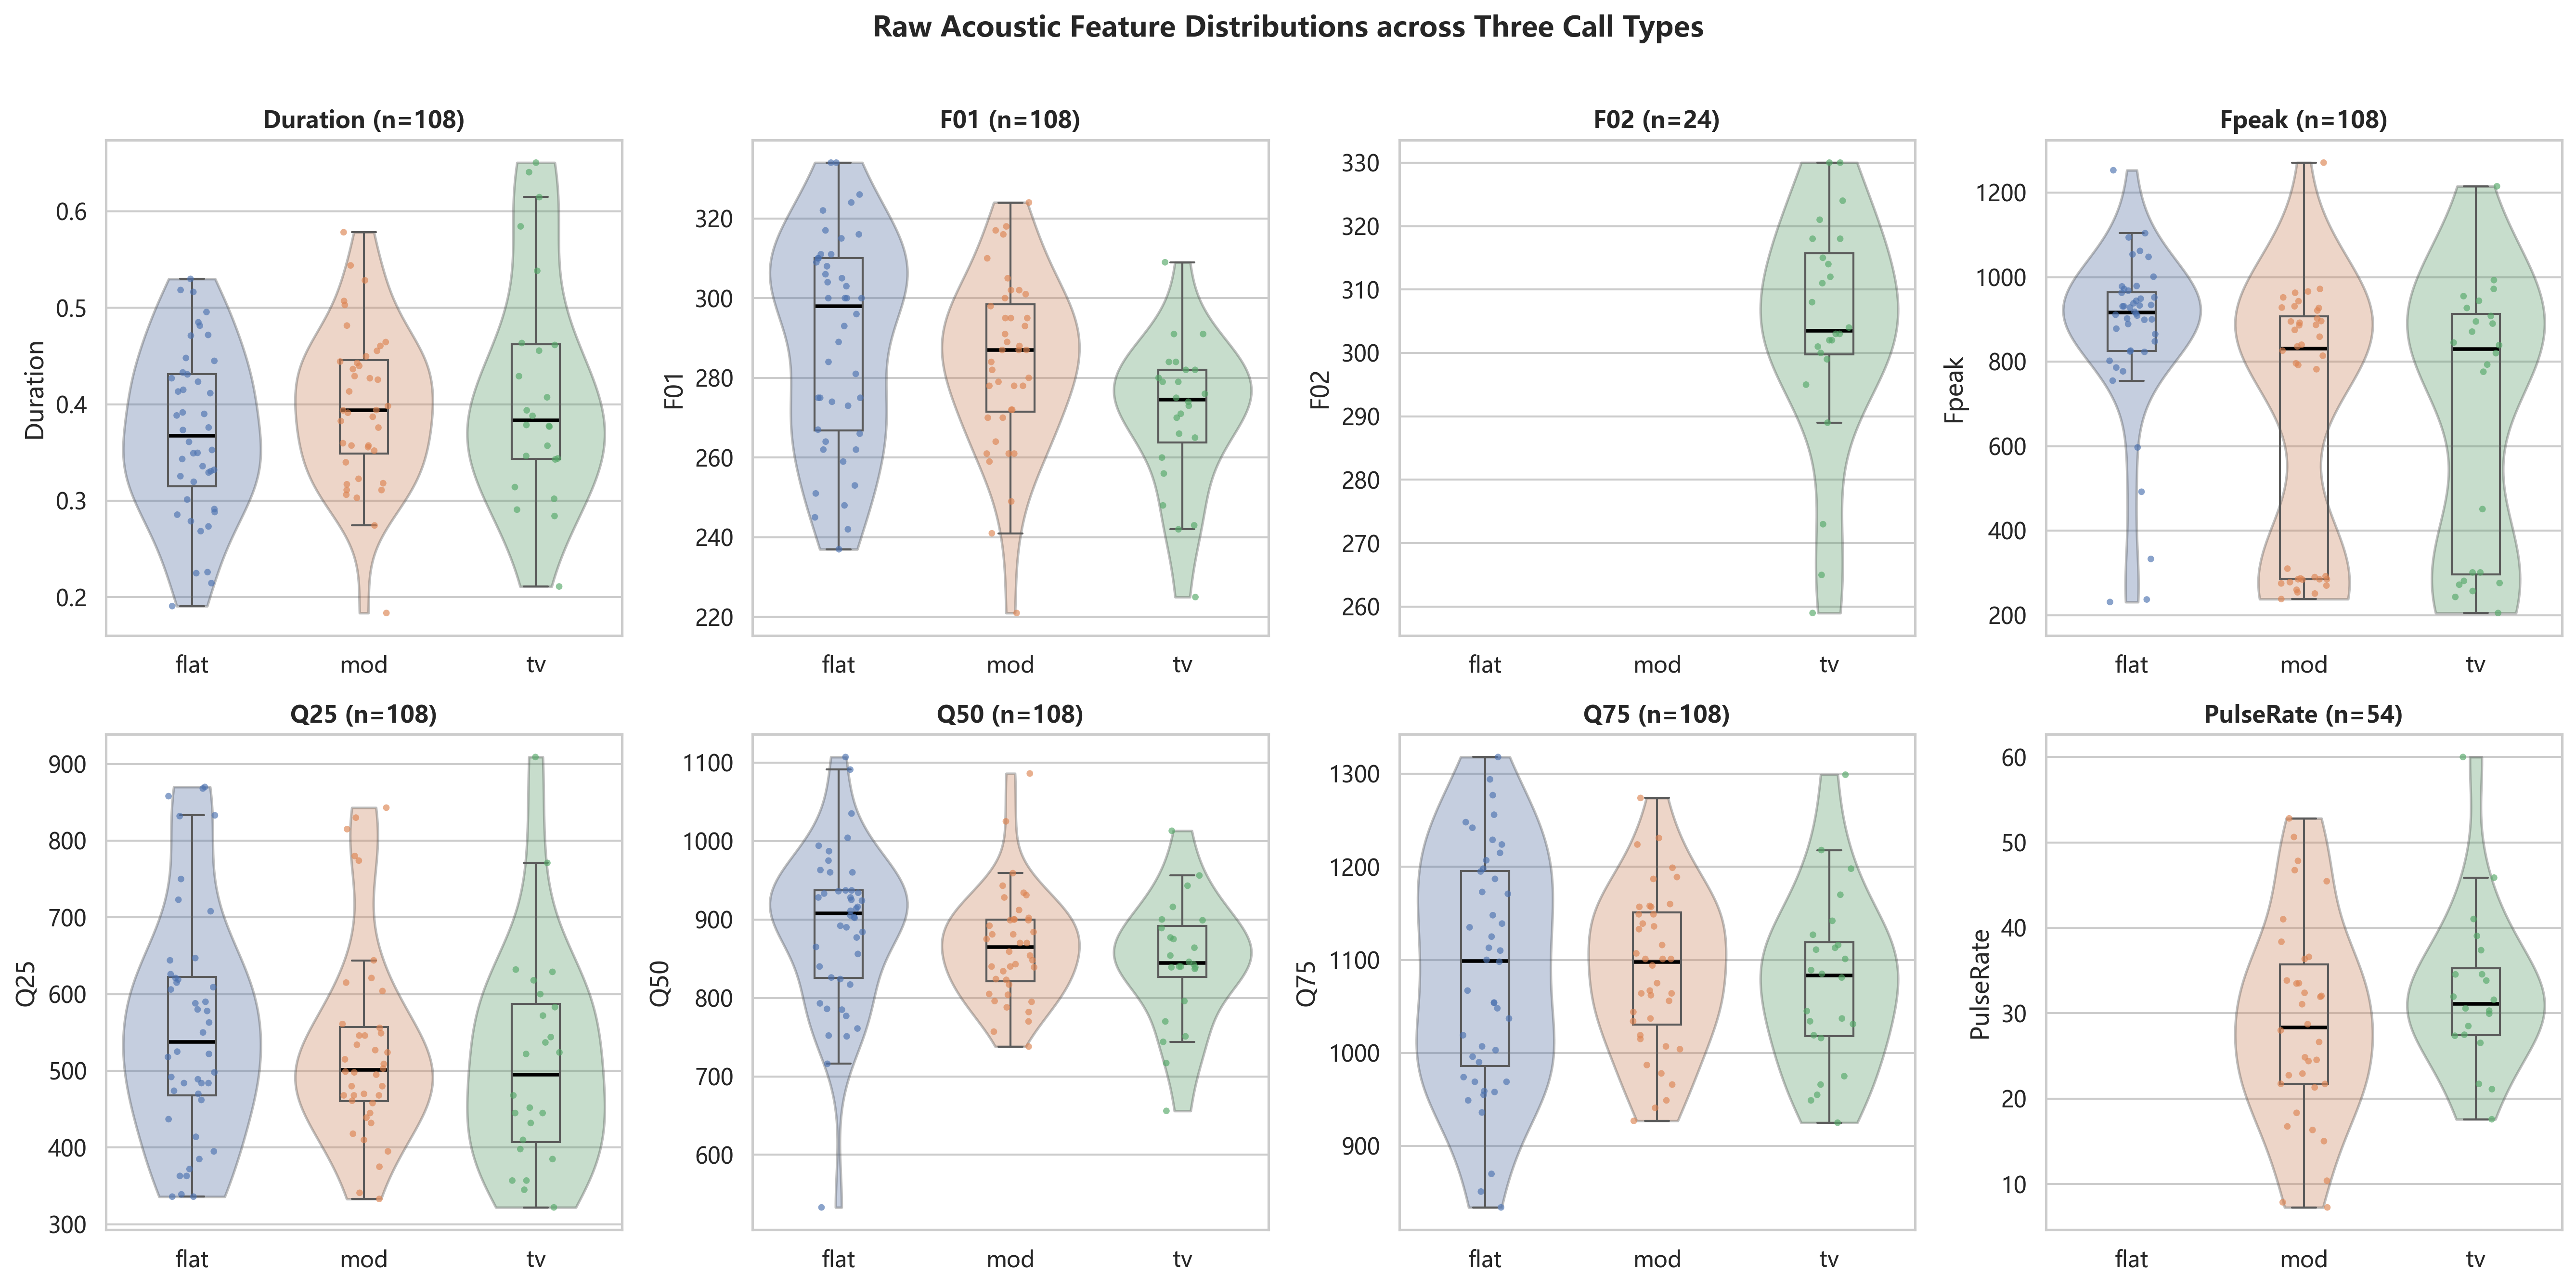 Raw Acoustic Feature Distributions across Three Call Types
Duration (n=108)
F01 (n=108)
F02 (n=24)
Fpeak (n=108)
Duration
0.6
0.5
0.4
0.3
0.2
flat mod tv
F01
320
300
280
260
240
220
flat mod tv
F02
330
320
310
300
290
280
270
260
flat mod tv
Fpeak
1200
1000
800
600
400
200
flat mod tv
Q25 (n=108)
Q50 (n=108)
Q75 (n=108)
PulseRate (n=54)
Q25
900
800
700
600
500
400
300
flat mod tv
Q50
1100
1000
900
800
700
600
flat mod tv
Q75
1300
1200
1100
1000
900
flat mod tv
PulseRate
60
50
40
30
20
10
flat mod tv